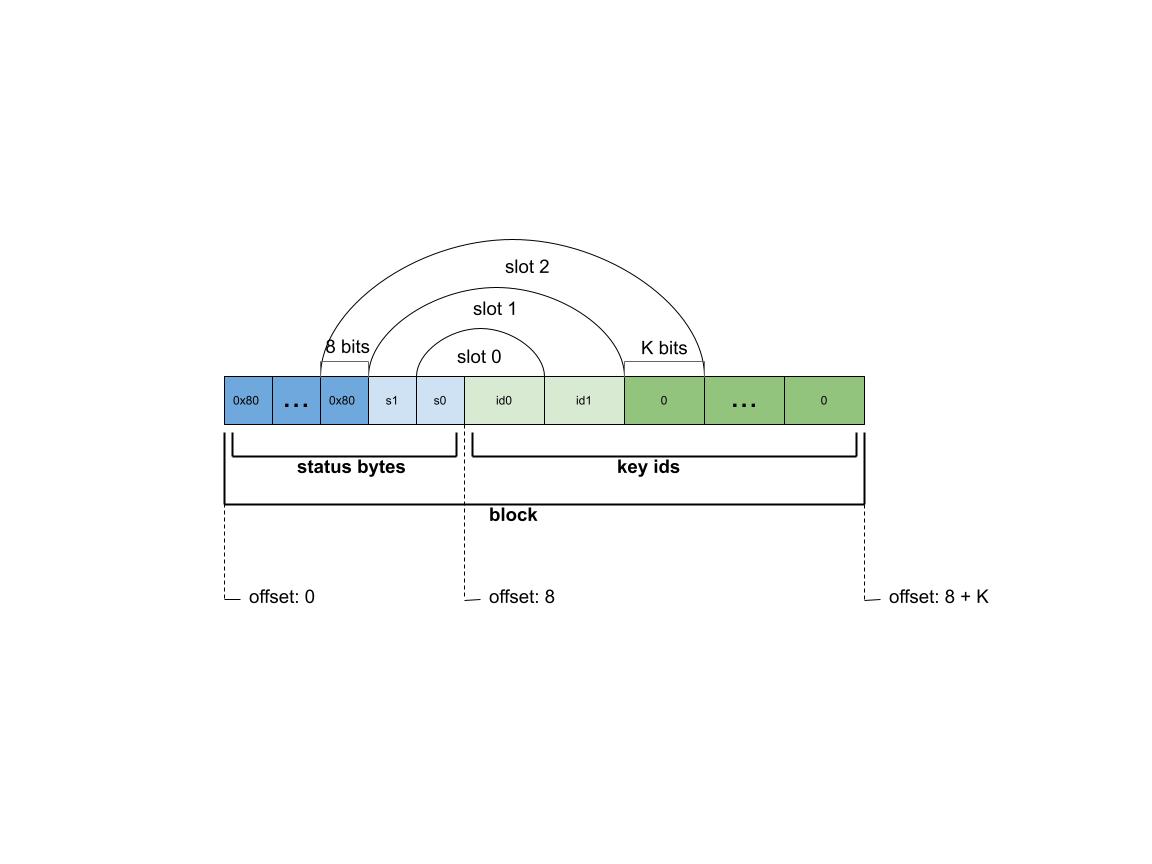 slot 2
slot 1
8 bits
slot 0
K bits
0x80 ... 0x80 s1 s0 id0 id1 0 ... 0
status bytes
key ids
block
offset: 0
offset: 8
offset: 8 + K